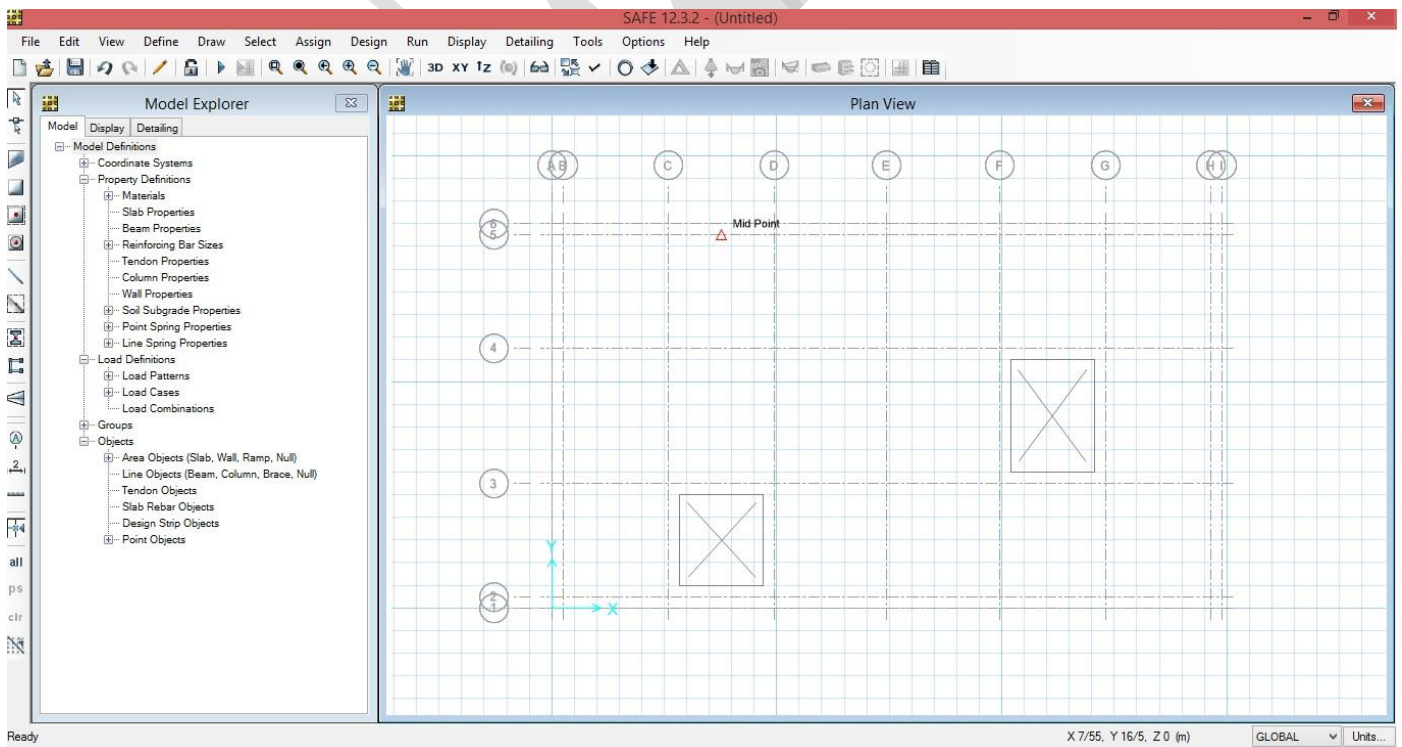 SAFE 12.3.2 - (Untitled)
File Edit View Define Draw Select Assign Design Run Display Detailing Tools Options Help
3D XY
Model Explorer
Plan View
Model Display Detailing
Model Definitions
Coordinate Systems
Property Definitions
Materials
Slab Properties
Beam Properties
Reinforcing Bar Sizes
Tendon Properties
Column Properties
Wall Properties
Soil Subgrade Properties
Point Spring Properties
Line Spring Properties
Load Definitions
Load Patterns
Load Cases
Load Combinations
Groups
Objects
Area Objects (Slab, Wall, Ramp, Null)
Line Objects (Beam, Column, Brace, Null)
Tendon Objects
Slab Rebar Objects
Design Strip Objects
Point Objects
all
ps
clr
A B C D E F G H I
6
5
Mid Point
4
3
2
1
Y
X
Ready
X 7/55, Y 16/5, Z 0 (m)
GLOBAL
Units...